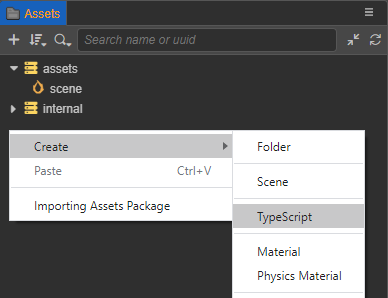 Assets
Search name or uuid
assets
scene
internal
Create
Paste Ctrl+V
Importing Assets Package
Folder
Scene
TypeScript
Material
Physics Material